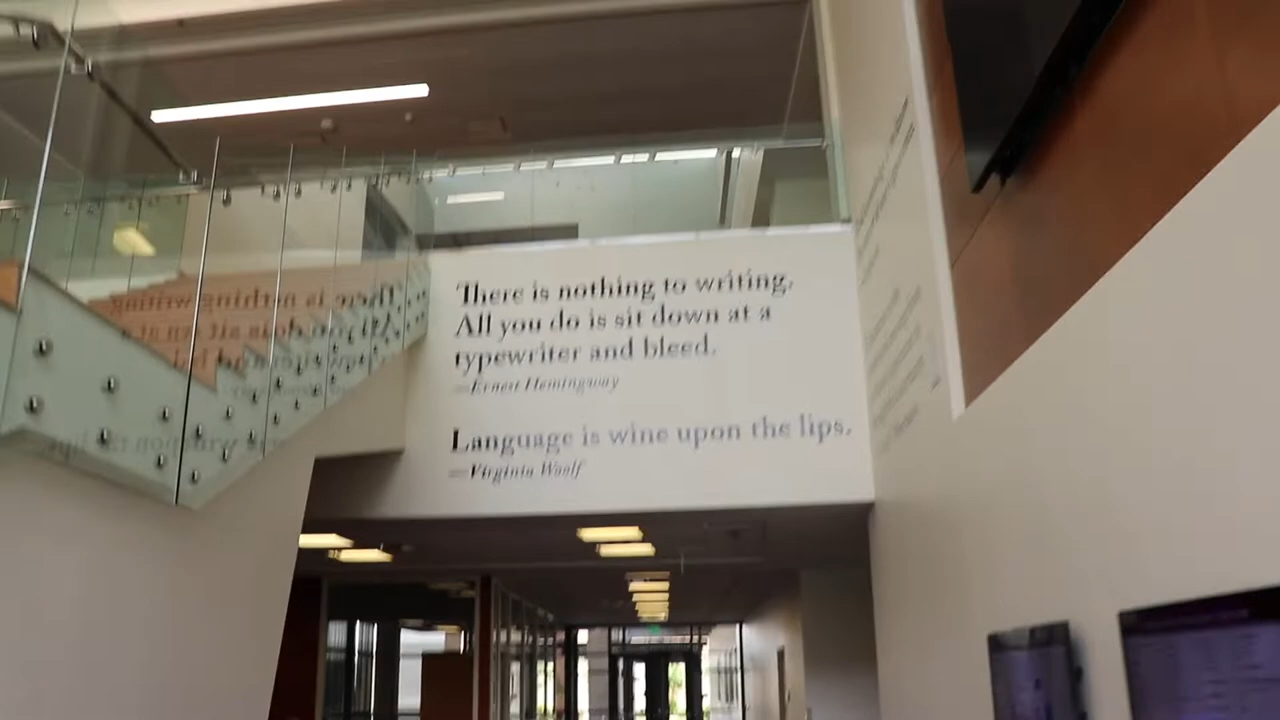 There is nothing to writing.
All you do is sit down at a
typewriter and bleed.
—Ernest Hemingway
Language is wine upon the lips.
—Virginia Woolf